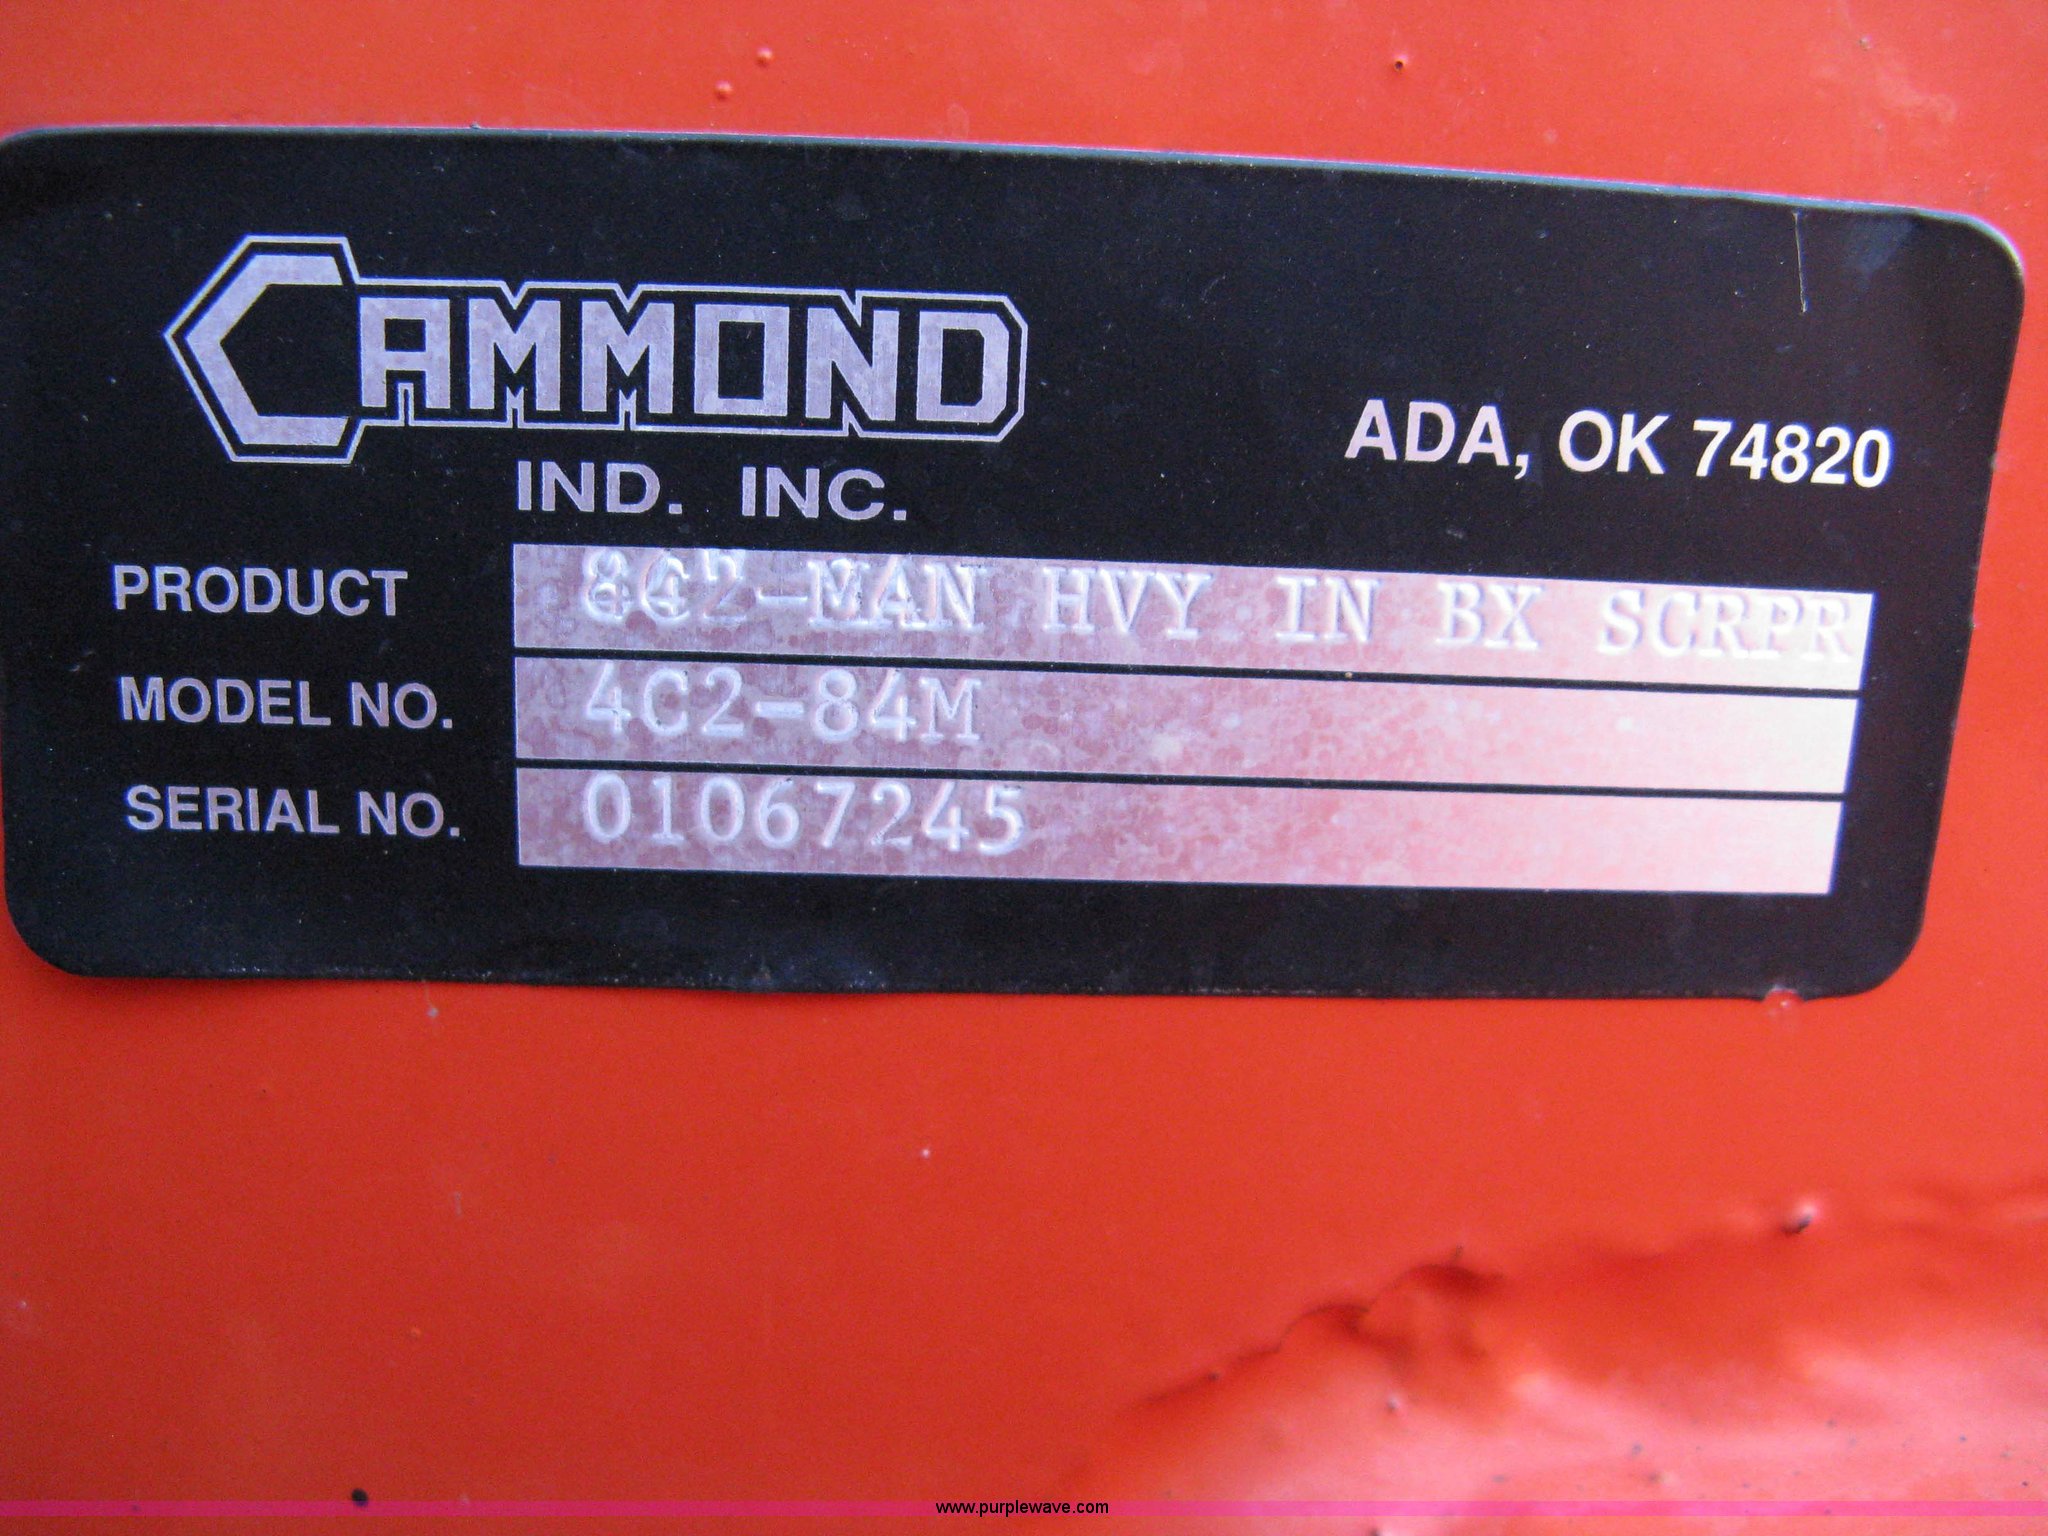 CAMMOND
IND. INC.
ADA, OK 74820
PRODUCT HVY IN BX SCRPR
MODEL NO. 4C2-84M
SERIAL NO. 01067245
www.purplewave.com